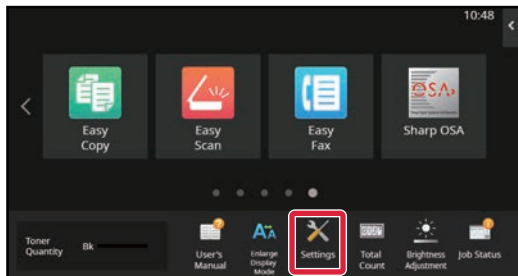 10:48
Easy
Copy
Easy
Scan
Easy
Fax
Sharp OSA
OSA
Toner
Quantity
Bk
User's
Manual
Enlarge
Display
Mode
Settings
Total
Count
Brightness
Adjustment
Job Status